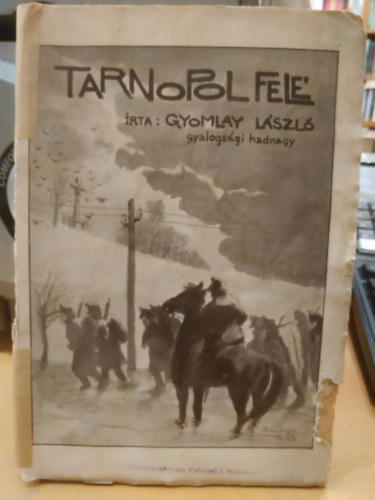 TARNOPOL FELÉ
ÍRTA: GYOMLAY LÁSZLÓ
gyalogsági hadnagy